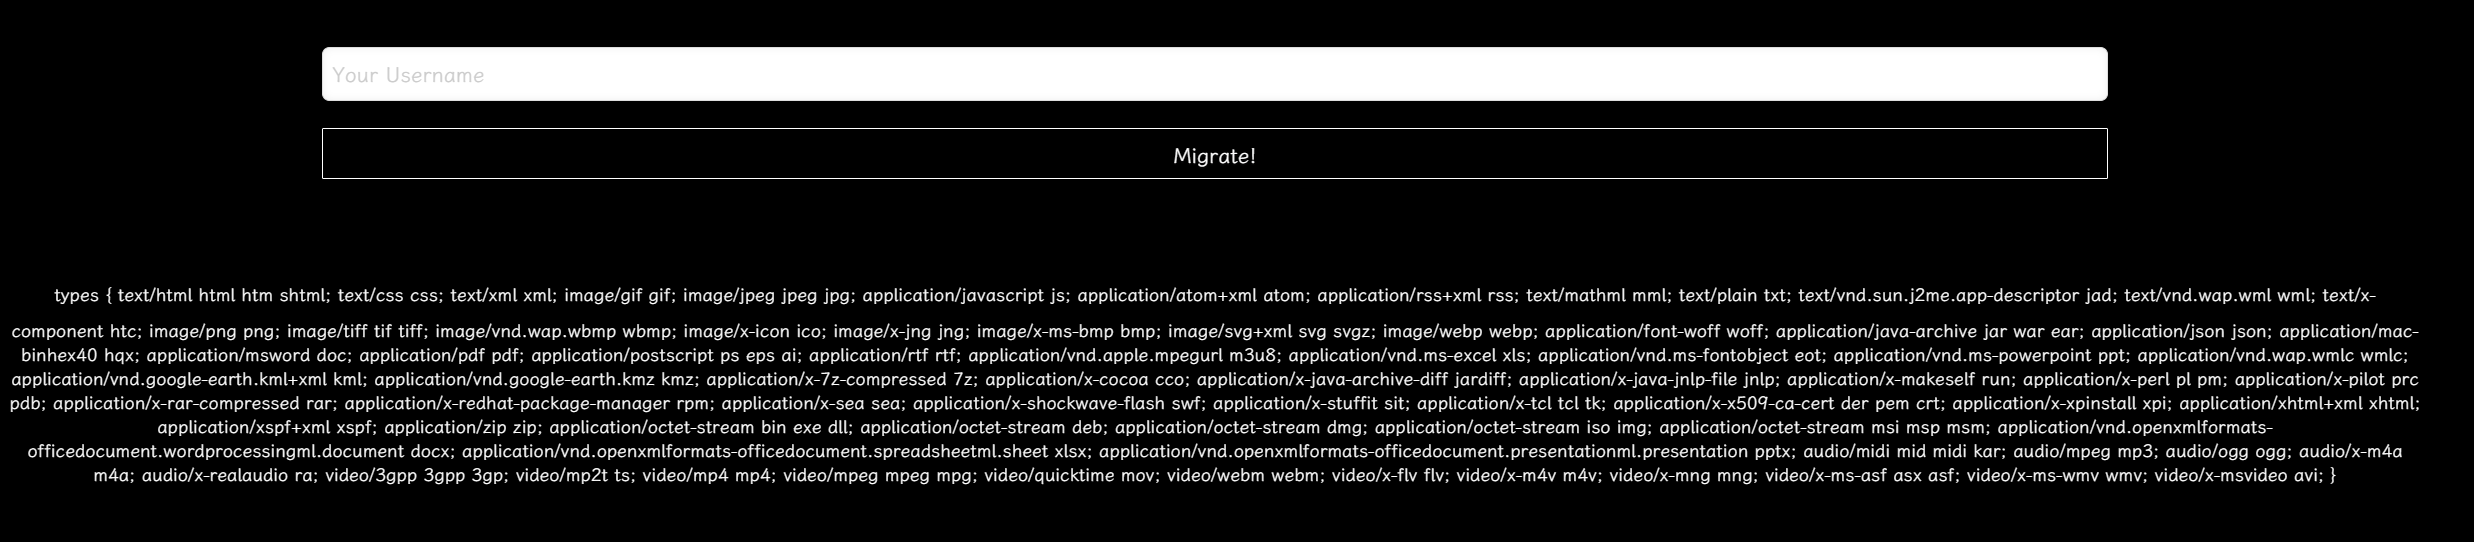 Your Username
Migrate!
types { text/html html htm shtml; text/css css; text/xml xml; image/gif gif; image/jpeg jpeg jpg; application/javascript js; application/atom+xml atom; application/rss+xml rss; text/mathml mml; text/plain txt; text/vnd.sun.j2me.app-descriptor jad; text/vnd.wap.wml wml; text/x-
component htc; image/png png; image/tiff tif tiff; image/vnd.wap.wbmp wbmp; image/x-icon ico; image/x-jng jng; image/x-ms-bmp bmp; image/svg+xml svg svgz; image/webp webp; application/font-woff woff; application/java-archive jar war ear; application/json json; application/mac-
binhex40 hqx; application/msword doc; application/pdf pdf; application/postscript ps eps ai; application/rtf rtf; application/vnd.apple.mpegurl m3u8; application/vnd.ms-excel xls; application/vnd.ms-fontobject eot; application/vnd.ms-powerpoint ppt; application/vnd.wap.wmlc wmlc;
application/vnd.google-earth.kml+xml kml; application/vnd.google-earth.kmz kmz; application/x-7z-compressed 7z; application/x-cocoa cco; application/x-java-archive-diff jardiff; application/x-java-jnlp-file jnlp; application/x-makeself run; application/x-perl pl pm; application/x-pilot prc
pdb; application/x-rar-compressed rar; application/x-redhat-package-manager rpm; application/x-sea sea; application/x-shockwave-flash swf; application/x-stuffit sit; application/x-tcl tcl tk; application/x-x509-ca-cert der pem crt; application/x-xpinstall xpi; application/xhtml+xml xhtml;
application/xspf+xml xspf; application/zip zip; application/octet-stream bin exe dll; application/octet-stream deb; application/octet-stream dmg; application/octet-stream iso img; application/octet-stream msi msp msm; application/vnd.openxmlformats-
officedocument.wordprocessingml.document docx; application/vnd.openxmlformats-officedocument.spreadsheetml.sheet xlsx; application/vnd.openxmlformats-officedocument.presentationml.presentation pptx; audio/midi mid midi kar; audio/mpeg mp3; audio/ogg ogg; audio/x-m4a
m4a; audio/x-realaudio ra; video/3gpp 3gpp 3gp; video/mp2t ts; video/mp4 mp4; video/mpeg mpeg mpg; video/quicktime mov; video/webm webm; video/x-flv flv; video/x-m4v m4v; video/x-mng mng; video/x-ms-asf asx asf; video/x-ms-wmv wmv; video/x-msvideo avi; }